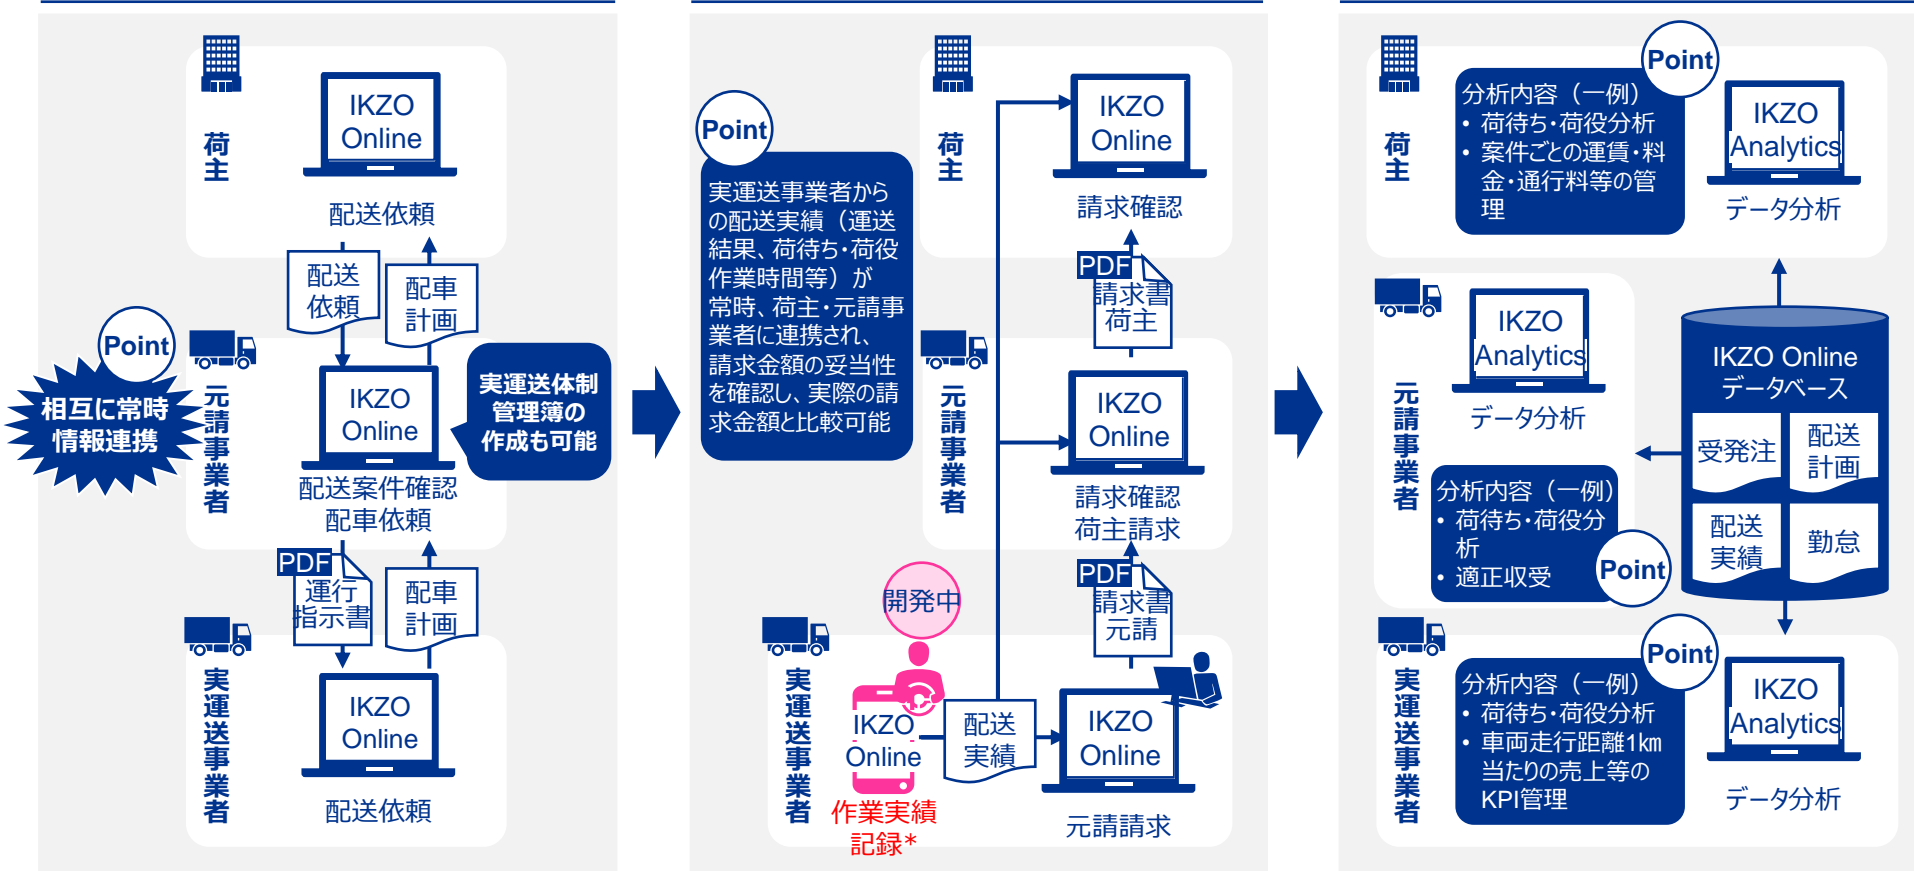 荷主
IKZO
Online
配送依頼
配送
依頼
配車
計画
Point
相互に常時
情報連携
元請事業者
IKZO
Online
実運送体制
管理簿の
作成も可能
配送案件確認
配車依頼
PDF
運行
指示書
配車
計画
実運送事業者
IKZO
Online
配送依頼
Point
実運送事業者から
の配送実績（運送
結果、荷待ち・荷役
作業時間等）が
常時、荷主・元請事
業者に連携され、
請求金額の妥当性
を確認し、実際の請
求金額と比較可能
荷主
IKZO
Online
請求確認
PDF
請求書
荷主
元請事業者
IKZO
Online
請求確認
荷主請求
PDF
請求書
元請
開発中
実運送事業者
IKZO
Online
作業実績
記録*
配送
実績
IKZO
Online
元請請求
荷主
Point
分析内容（一例）
• 荷待ち・荷役分析
• 案件ごとの運賃・料
金・通行料等の管
理
IKZO
Analytics
データ分析
元請事業者
IKZO
Analytics
データ分析
分析内容（一例）
• 荷待ち・荷役分
析
• 適正収受
Point
IKZO Online
データベース
受発注
配送
計画
配送
実績
勤怠
実運送事業者
Point
分析内容（一例）
• 荷待ち・荷役分析
• 車両走行距離1㎞
当たりの売上等の
KPI管理
IKZO
Analytics
データ分析